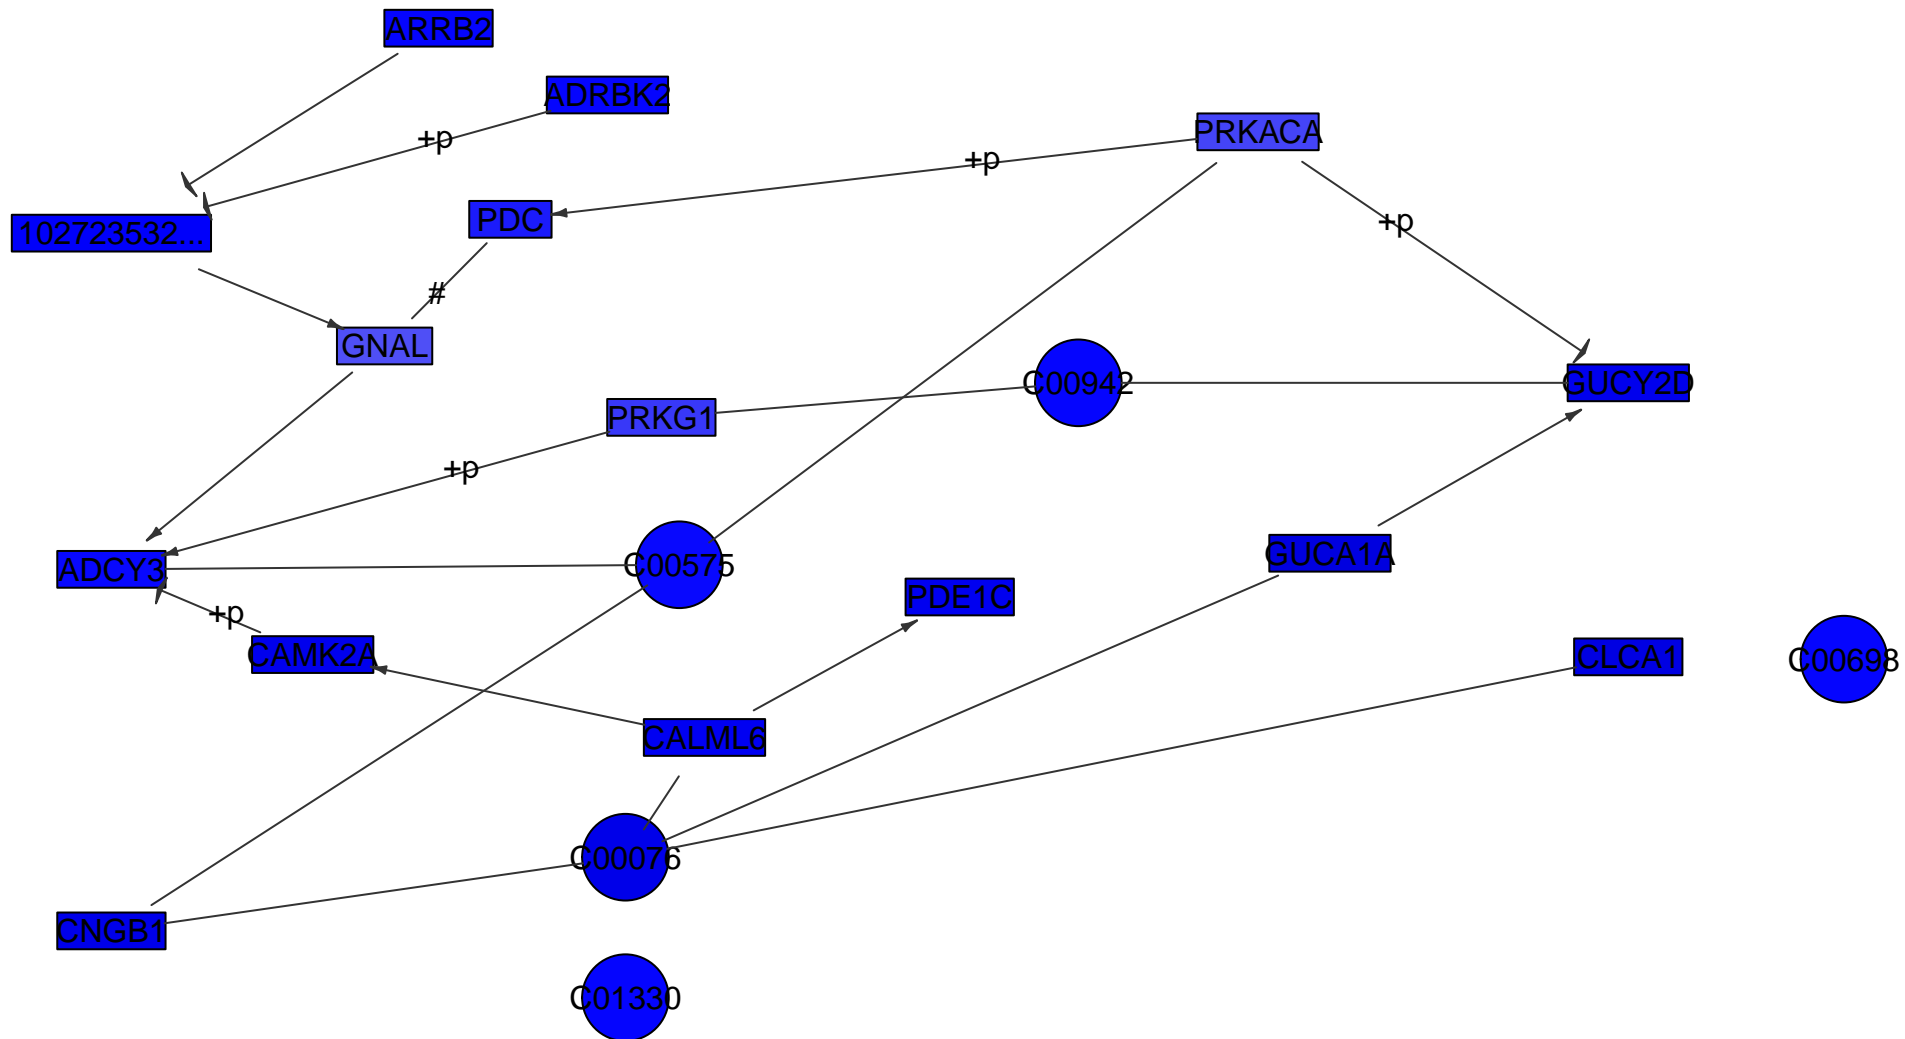 ARRB2
ADRBK2
PRKACA
+p
+p
PDC
+p
102723532...
#
GNAL
C00942
GUCY2D
PRKG1
+p
GUCA1A
ADCY3
C00575
PDE1C
+p
CAMK2A
CLCA1
C00698
CALML6
C00076
CNGB1
C01330